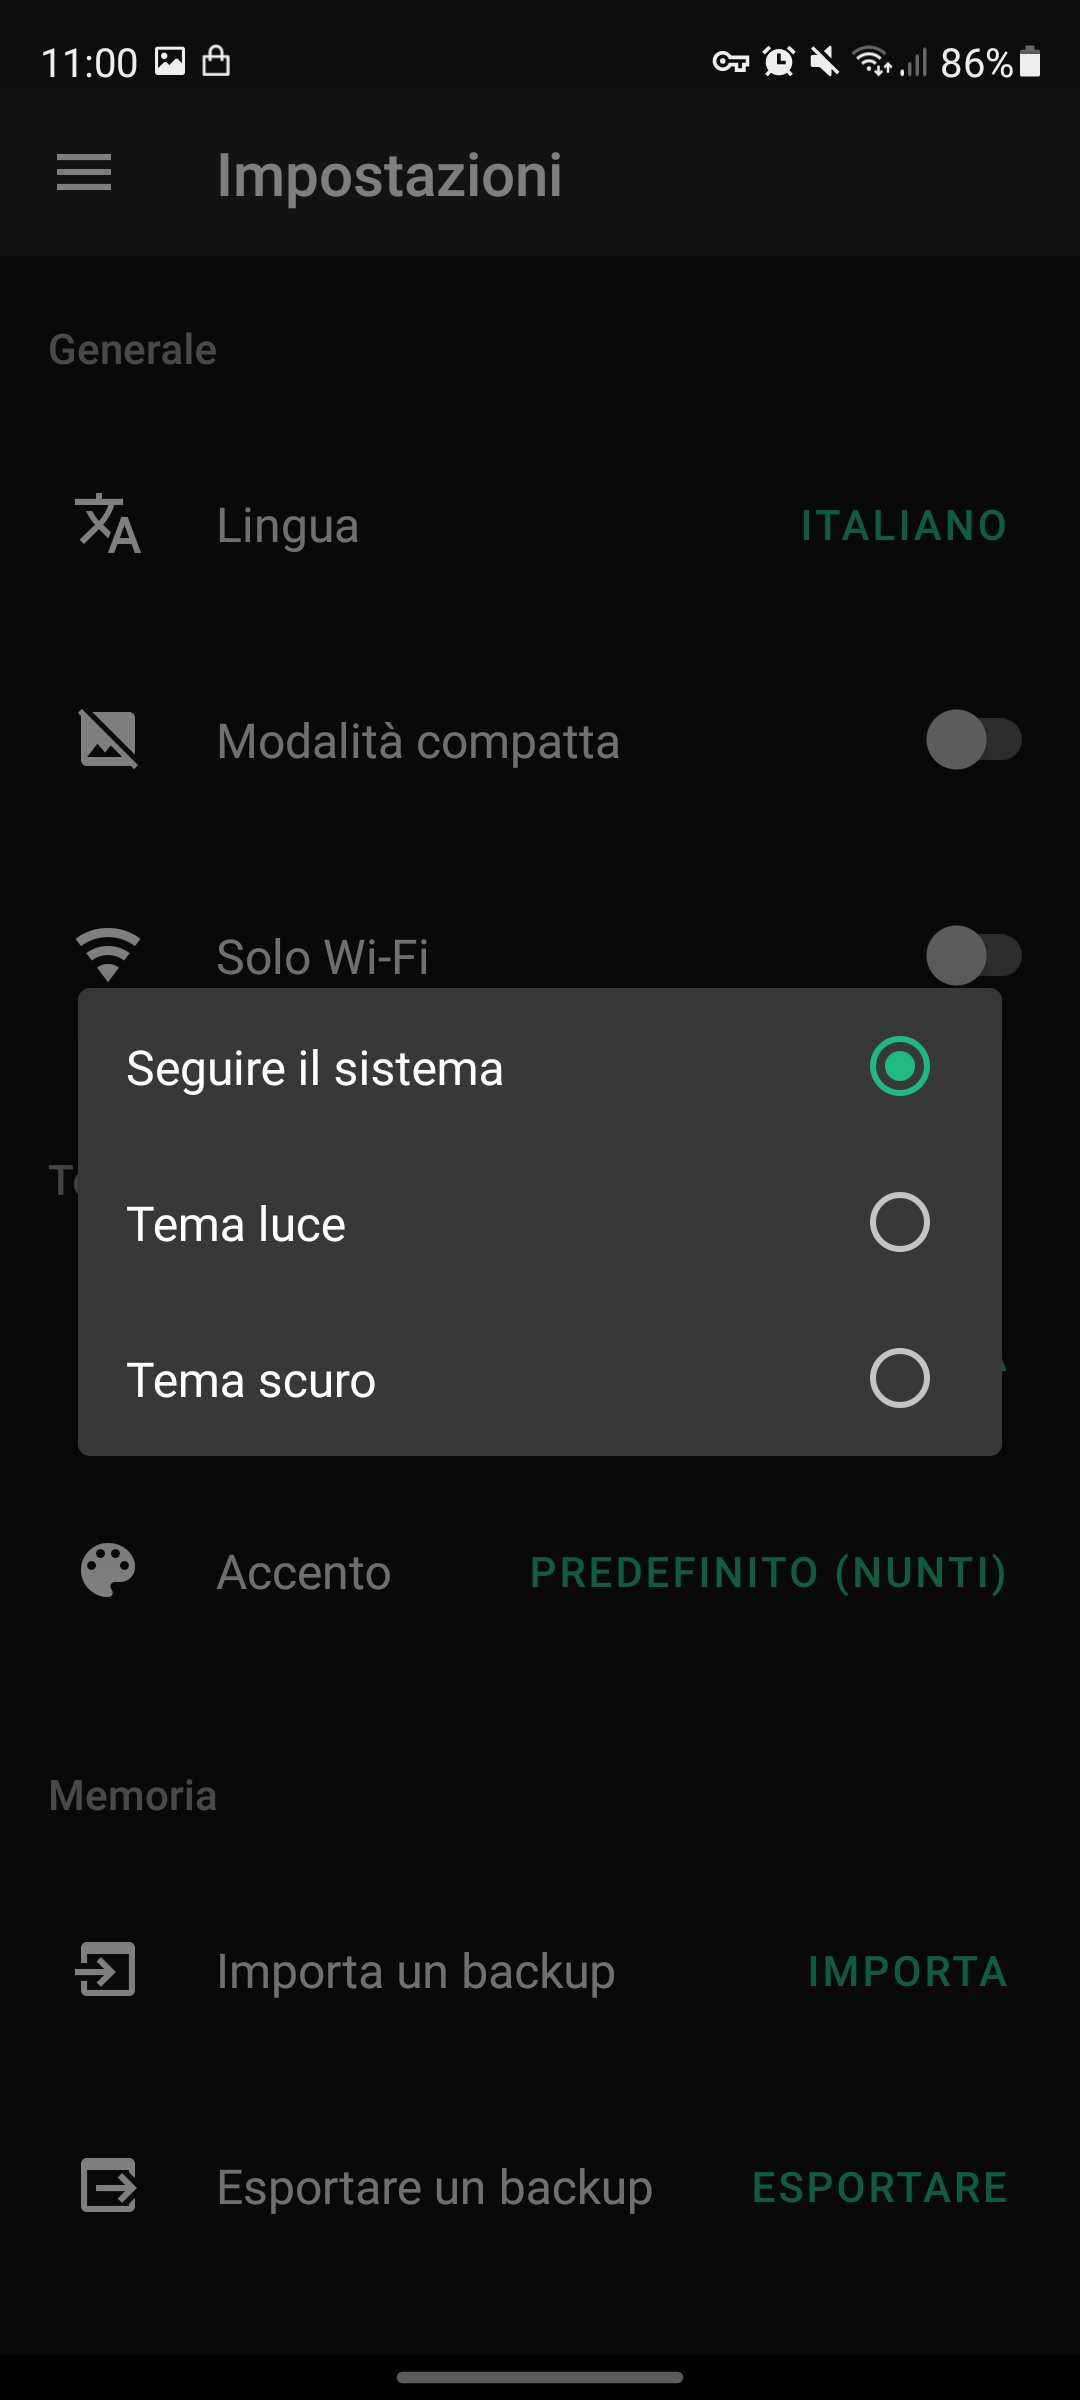 11:00 86%
Impostazioni
Generale
Lingua ITALIANO
Modalità compatta
Solo Wi-Fi
Seguire il sistema
Tema luce
Tema scuro
Accento PREDEFINITO (NUNTI)
Memoria
Importa un backup IMPORTA
Esportare un backup ESPORTARE